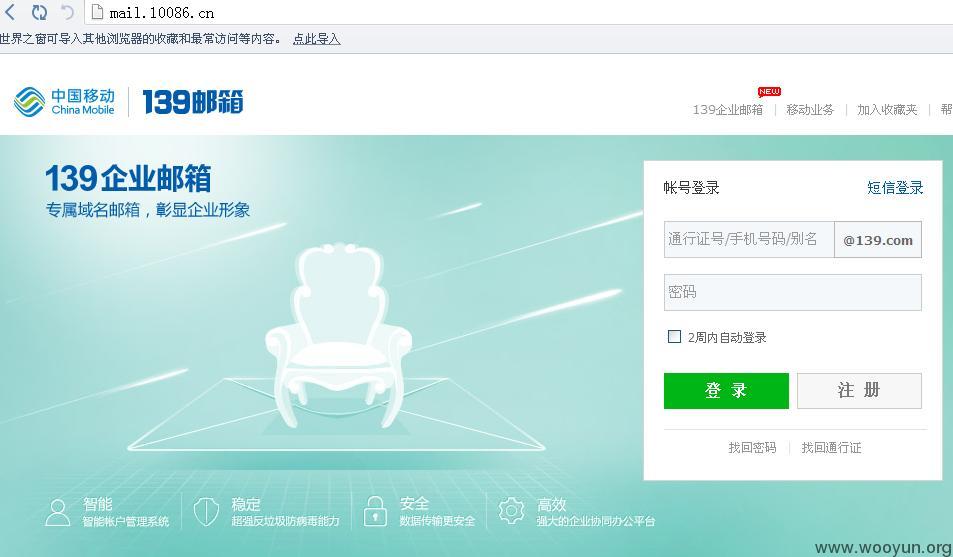 mail.10086.cn
世界之窗可导入其他浏览器的收藏和最常访问等内容。 点此导入
中国移动
China Mobile
139邮箱
NEW
139企业邮箱 | 移动业务 | 加入收藏夹 | 帮
139企业邮箱
专属域名邮箱，彰显企业形象
帐号登录 短信登录
通行证号/手机号码/别名 @139.com
密码
2周内自动登录
登 录 注 册
找回密码 | 找回通行证
智能
智能帐户管理系统
稳定
超强反垃圾防病毒能力
安全
数据传输更安全
高效
强大的企业协同办公平台
www.wooyun.org